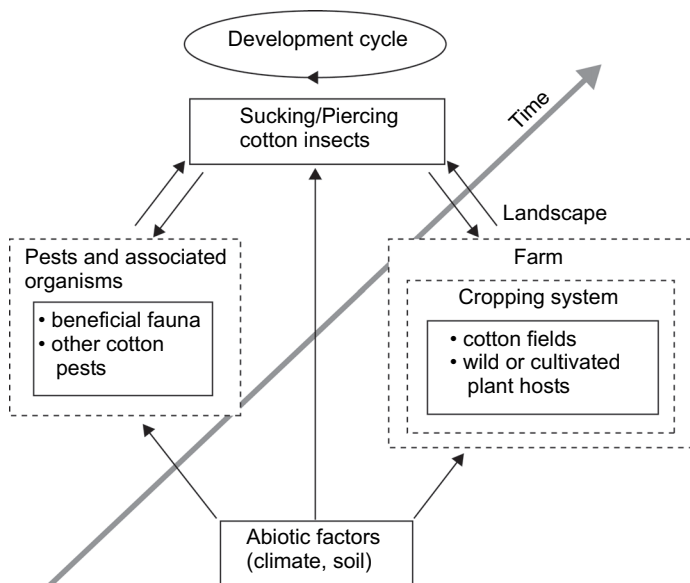 Development cycle
Sucking/Piercing
cotton insects
Time
Landscape
Pests and associated
organisms
• beneficial fauna
• other cotton
pests
Farm
Cropping system
• cotton fields
• wild or cultivated
plant hosts
Abiotic factors
(climate, soil)